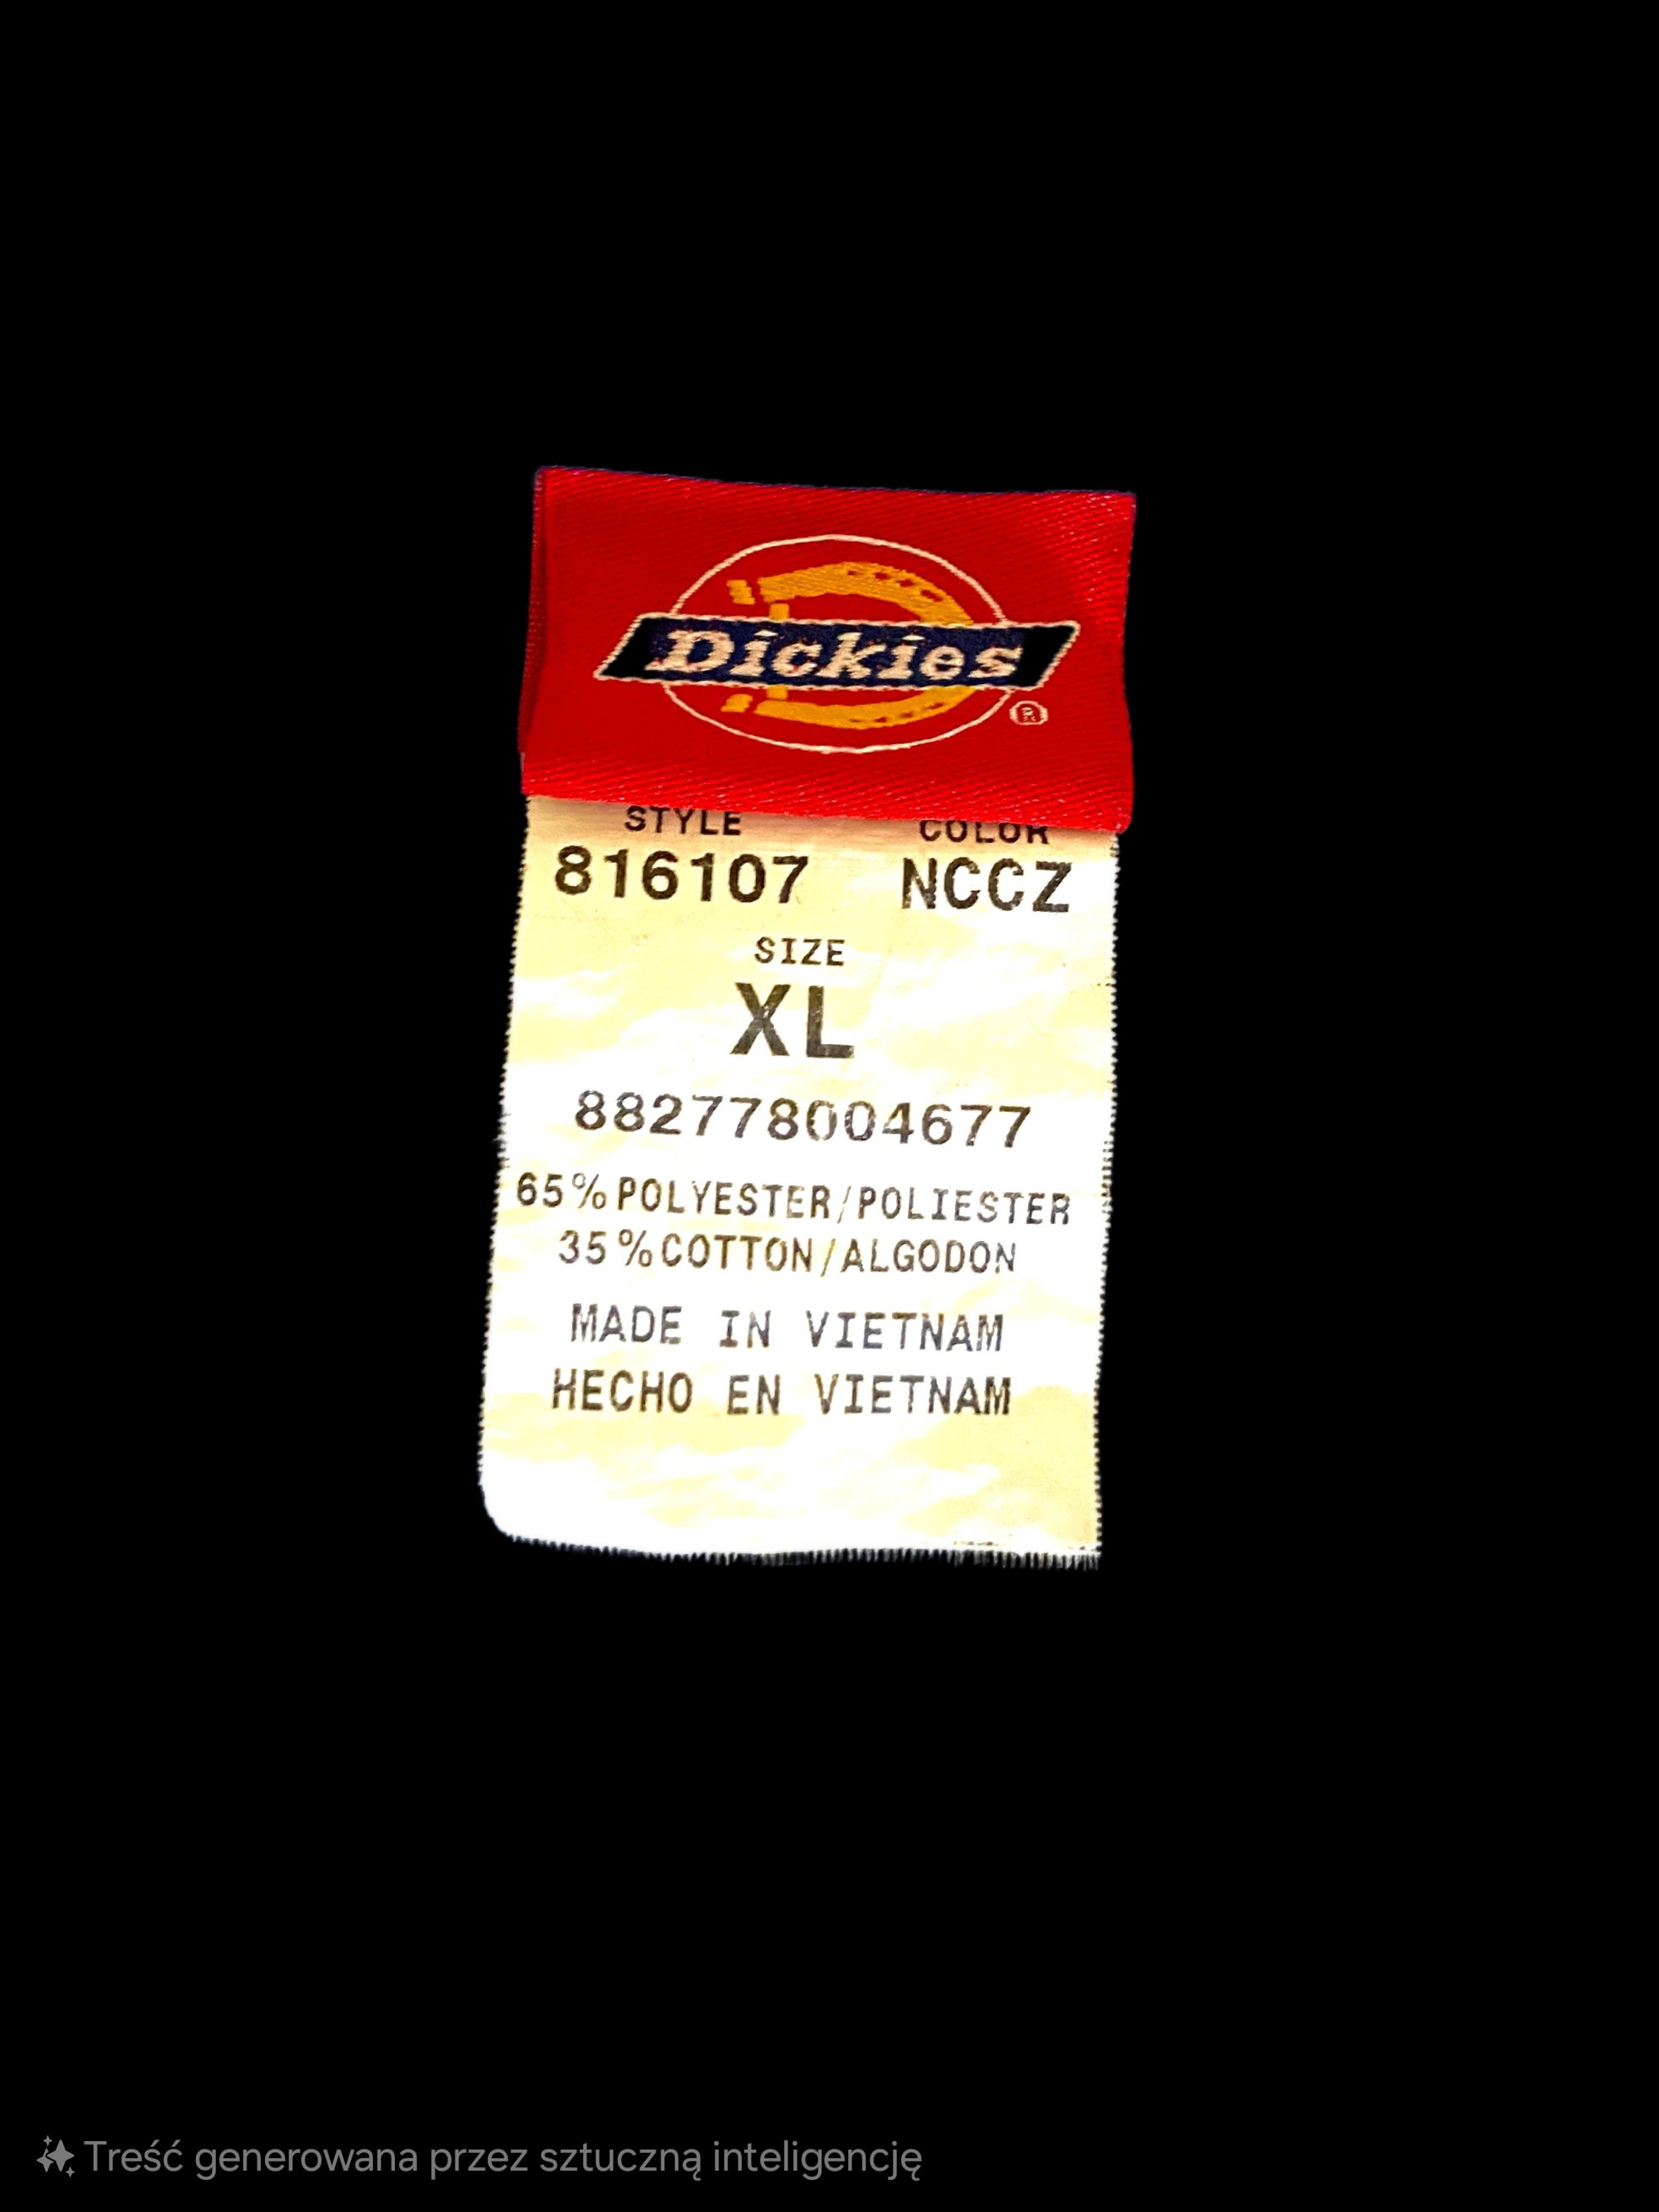 Dickies
®
STYLE COLOR
816107 NCCZ
SIZE
XL
882778004677
65% POLYESTER/POLIESTER
35% COTTON/ALGODON
MADE IN VIETNAM
HECHO EN VIETNAM
Treść generowana przez sztuczną inteligencję